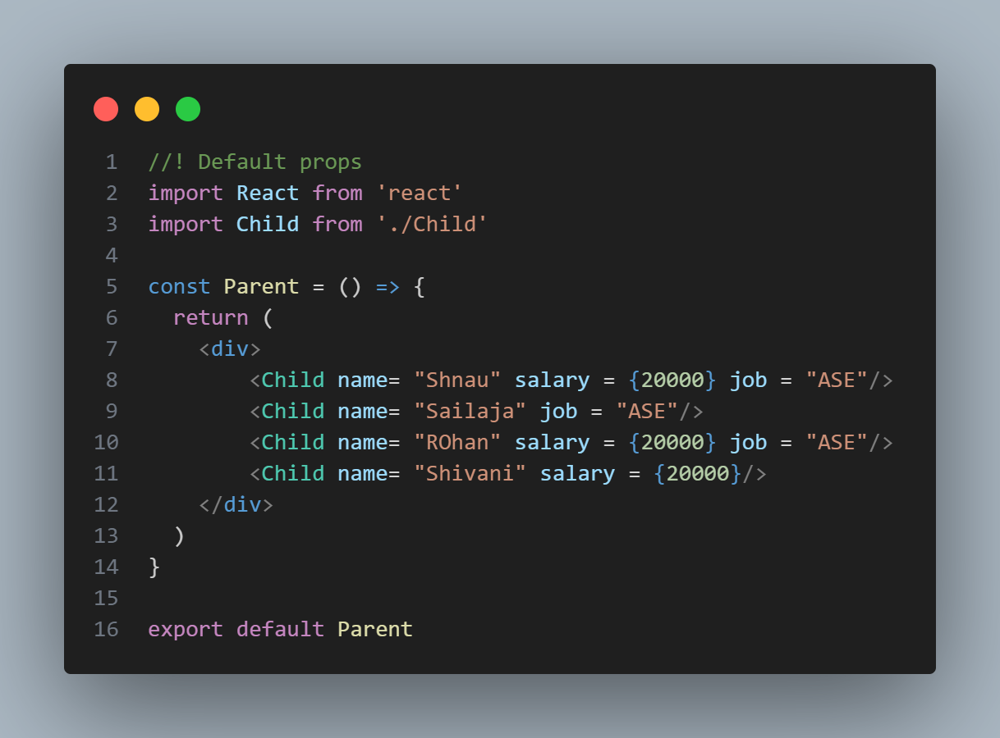 1 //! Default props
2 import React from 'react'
3 import Child from './Child'
4
5 const Parent = () => {
6   return (
7     <div>
8         <Child name= "Shnau" salary = {20000} job = "ASE"/>
9         <Child name= "Sailaja" job = "ASE"/>
10         <Child name= "ROhan" salary = {20000} job = "ASE"/>
11         <Child name= "Shivani" salary = {20000}/>
12     </div>
13   )
14 }
15
16 export default Parent